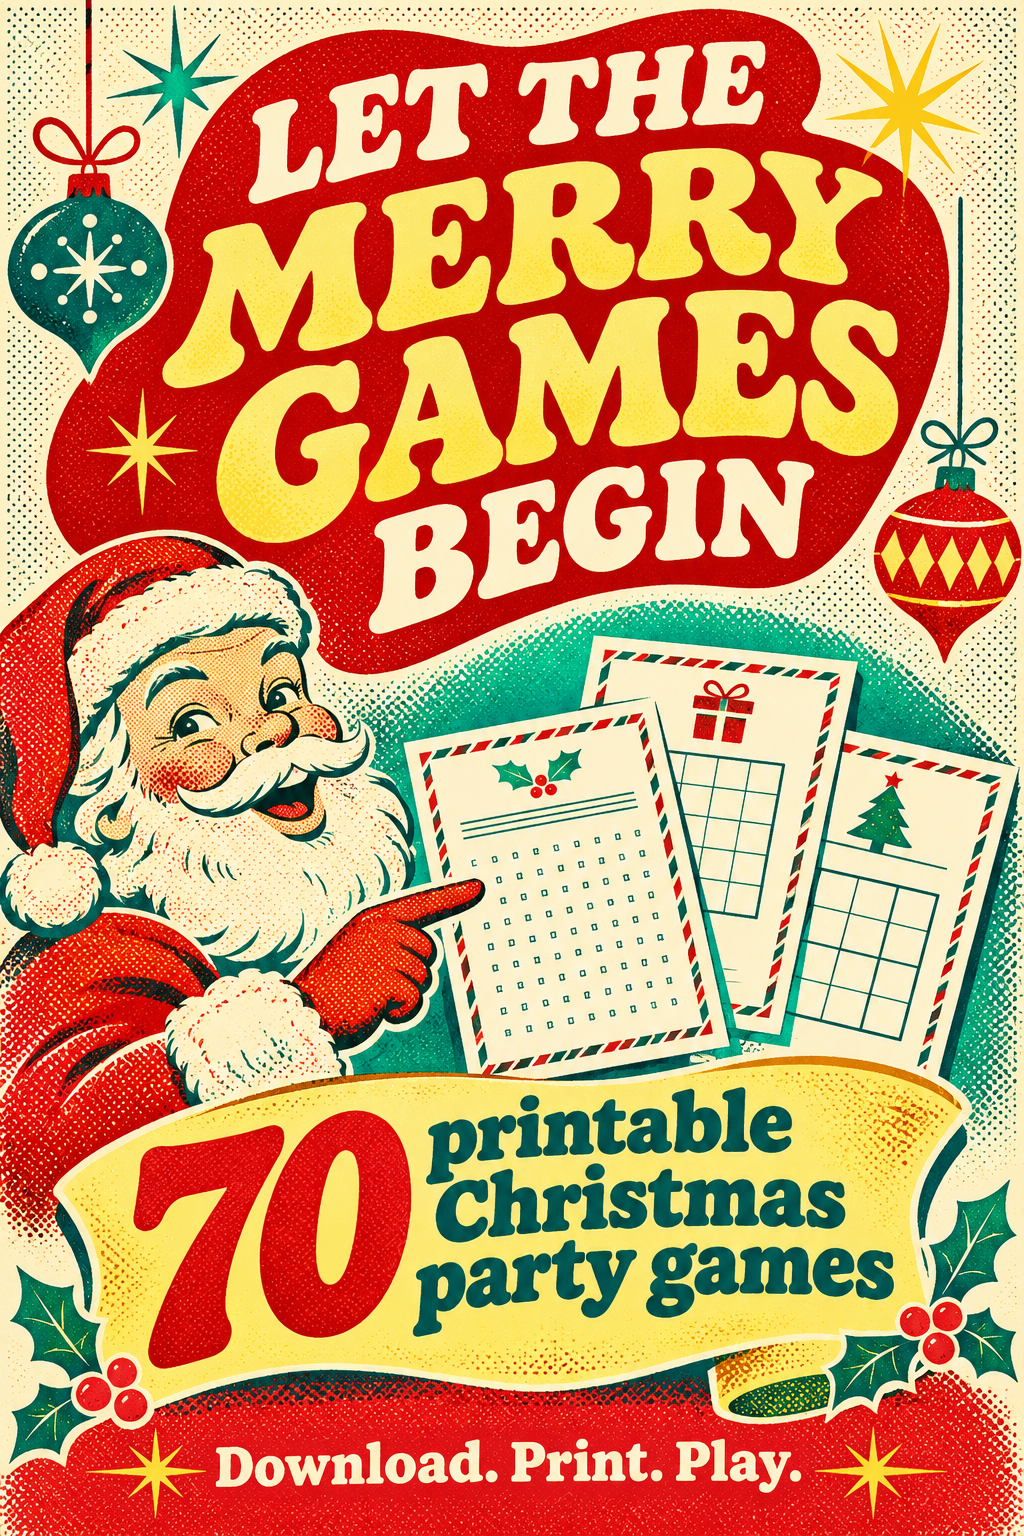 LET THE
MERRY
GAMES
BEGIN
70
printable
Christmas
party games
Download. Print. Play.